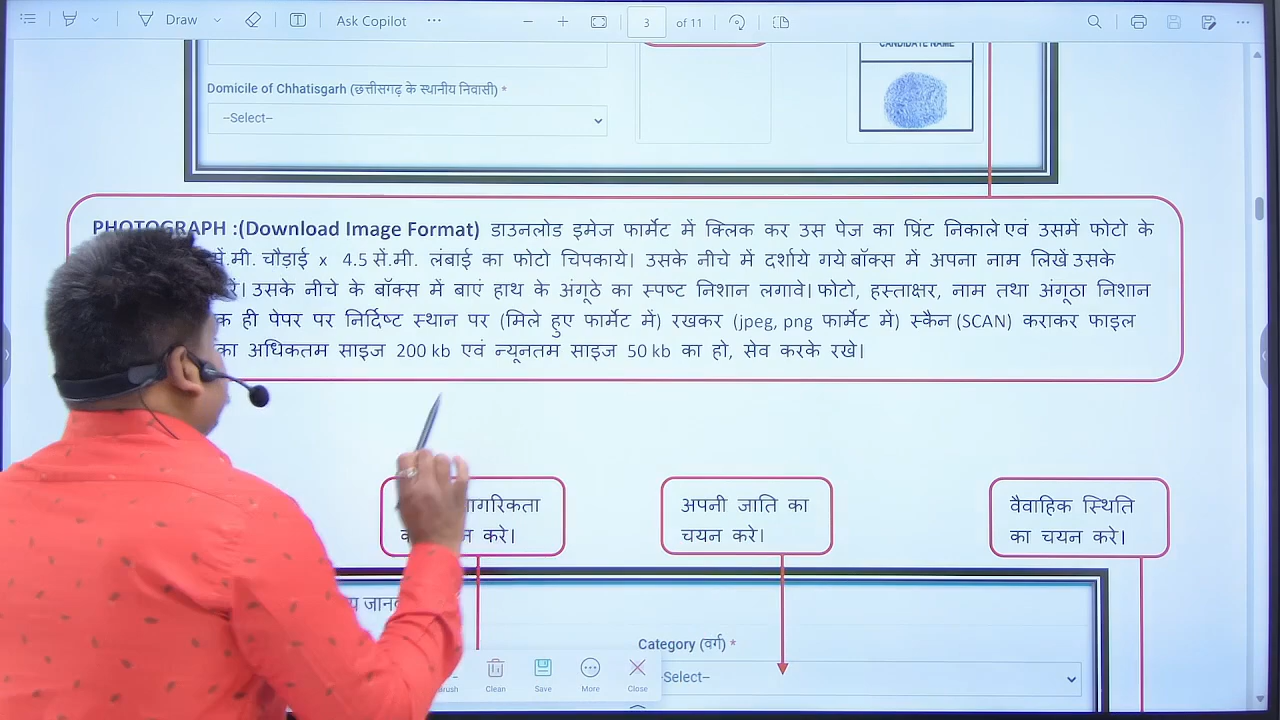 Draw
Ask Copilot
3 of 11
CANDIDATE NAME
Domicile of Chhatisgarh (छत्तीसगढ़ के स्थानीय निवासी) *
--Select--
PHOTOGRAPH :(Download Image Format) डाउनलोड इमेज फार्मेट में क्लिक कर उस पेज का प्रिंट निकाले एवं उसमें फोटो के
सें.मी. चौड़ाई x 4.5 सें.मी. लंबाई का फोटो चिपकाये। उसके नीचे में दर्शाये गये बॉक्स में अपना नाम लिखें उसके
उसके नीचे के बॉक्स में बाएं हाथ के अंगूठे का स्पष्ट निशान लगावे। फोटो, हस्ताक्षर, नाम तथा अंगूठा निशान
ही पेपर पर निर्दिष्ट स्थान पर (मिले हुए फार्मेट में) रखकर (jpeg, png फार्मेट में) स्कैन (SCAN) कराकर फाइल
का अधिकतम साइज 200 kb एवं न्यूनतम साइज 50 kb का हो, सेव करके रखे।
करे।
अपनी जाति का
चयन करे।
वैवाहिक स्थिति
का चयन करे।
Category (वर्ग) *
--Select--
Clean
Save
More
Close